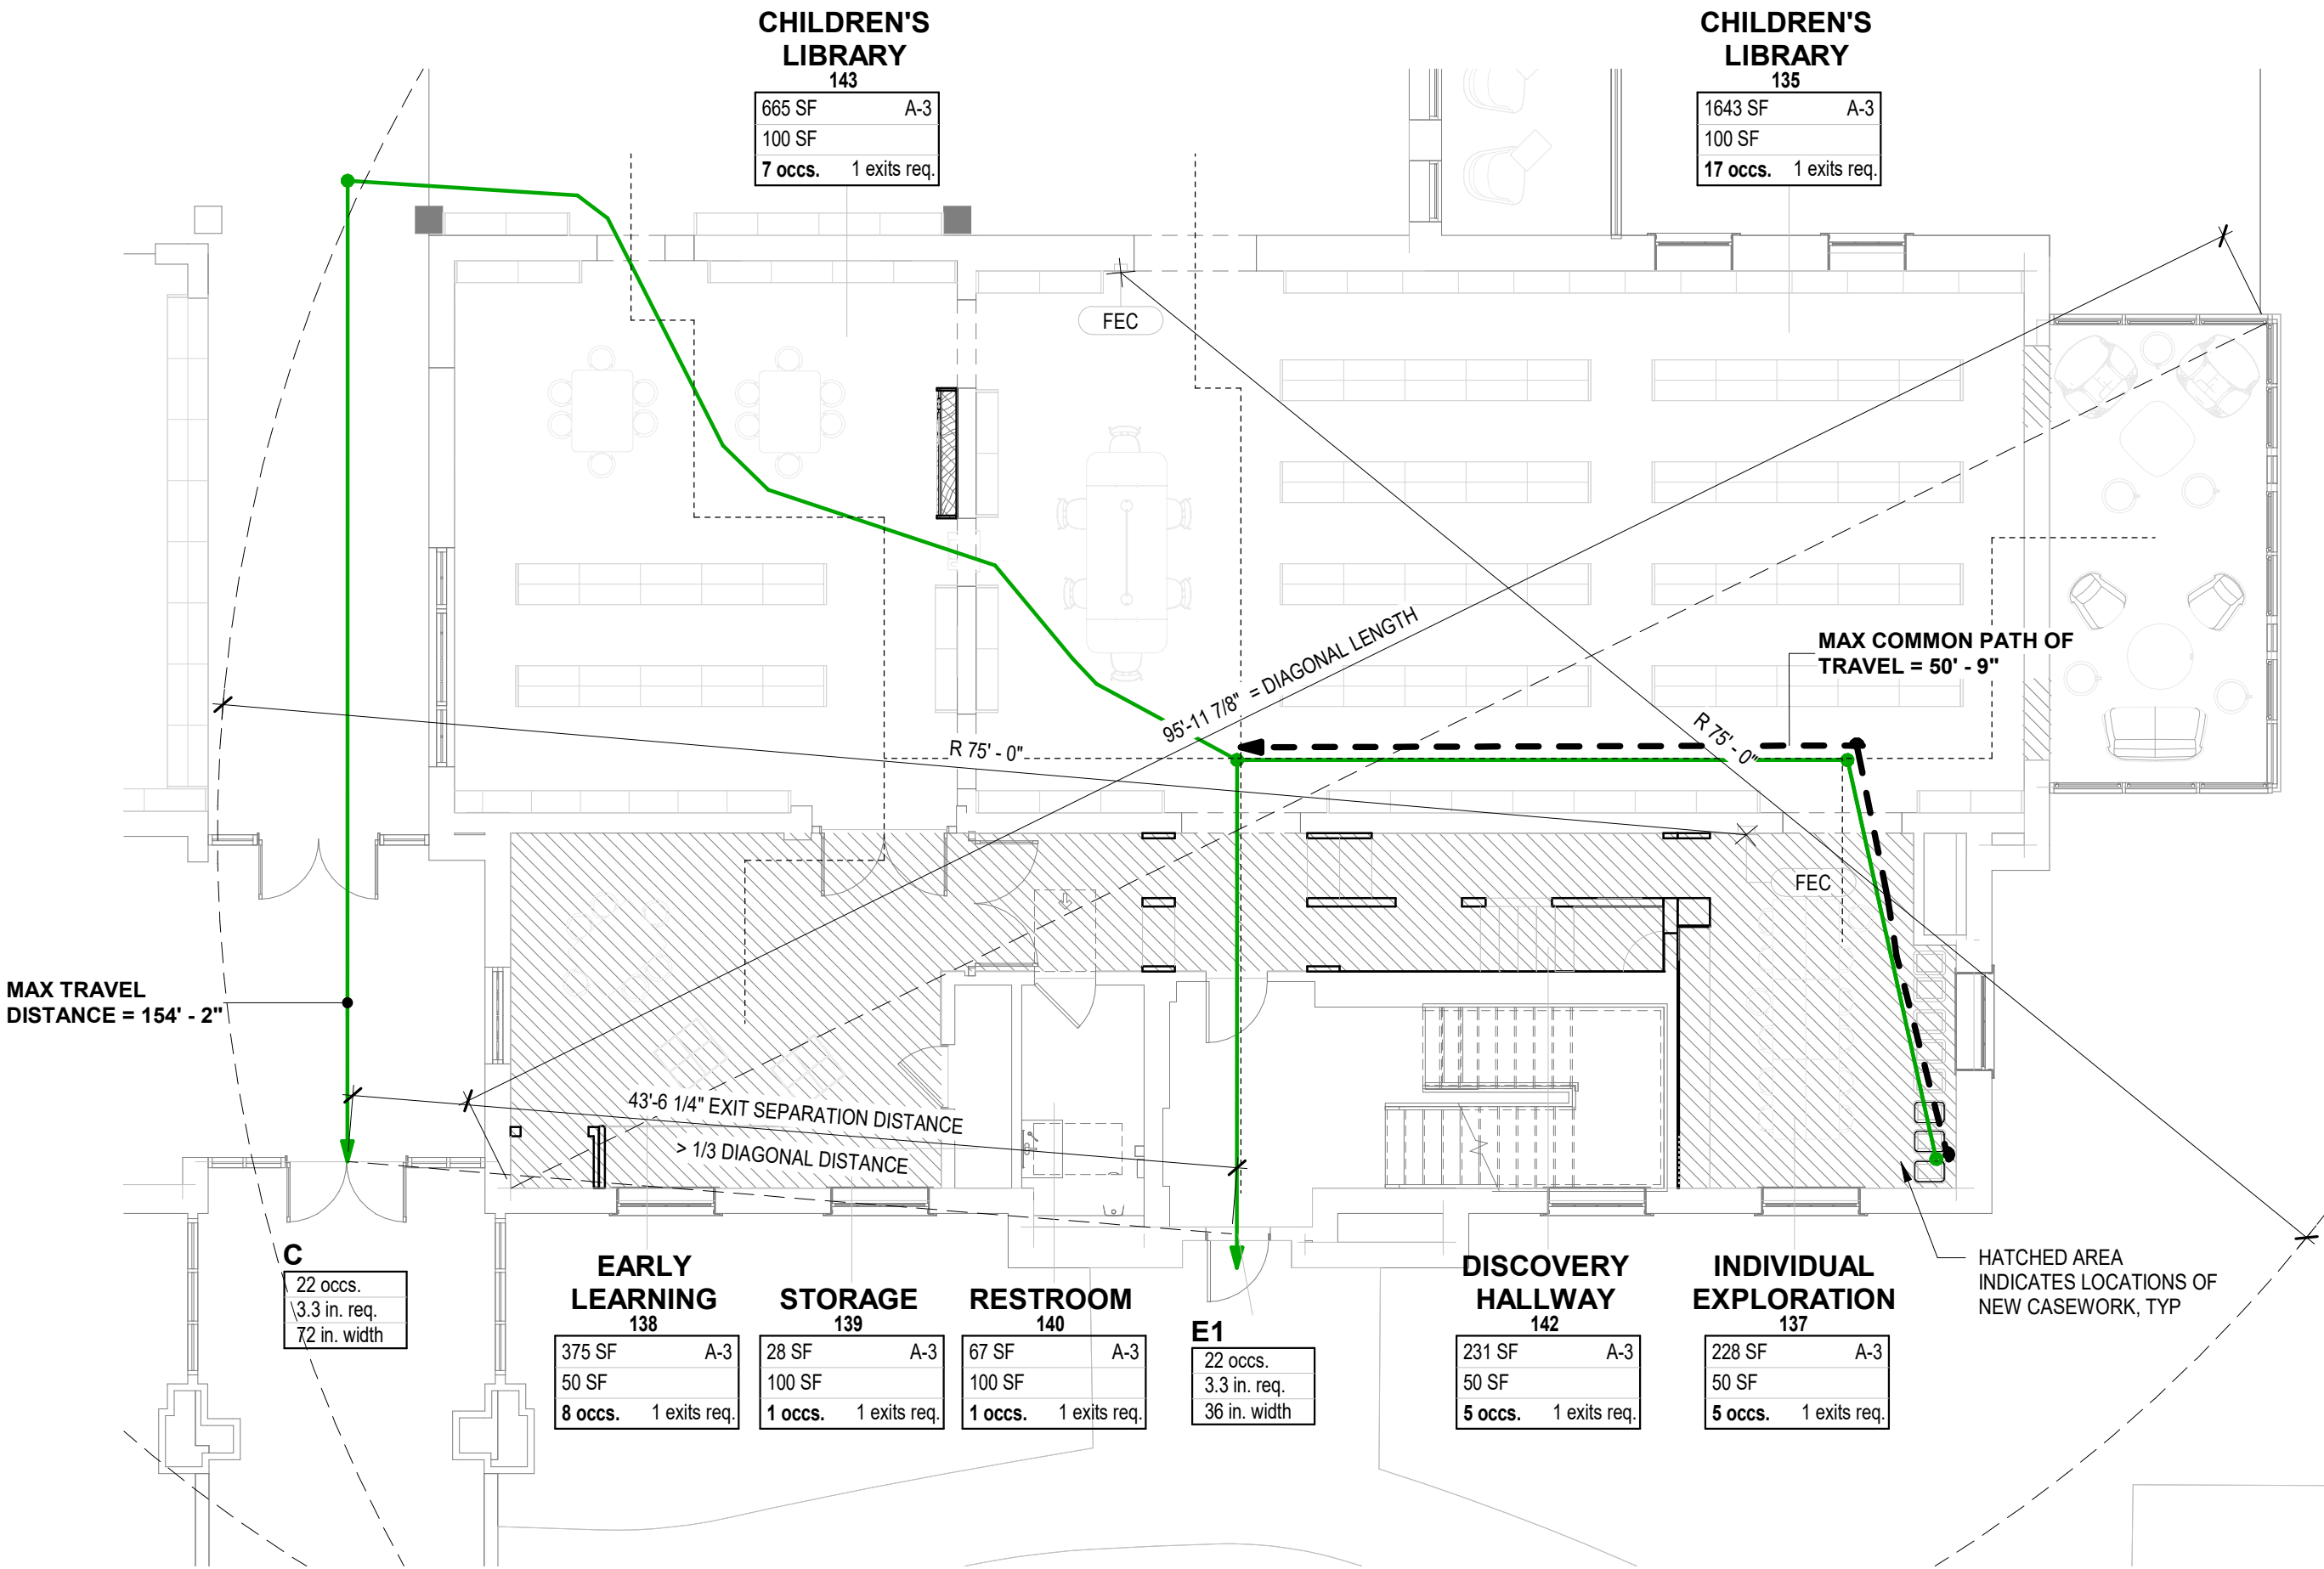 CHILDREN'S
LIBRARY
143
665 SF A-3
100 SF
7 occs. 1 exits req.
CHILDREN'S
LIBRARY
135
1643 SF A-3
100 SF
17 occs. 1 exits req.
FEC
MAX COMMON PATH OF
TRAVEL = 50' - 9"
95'-11 7/8" = DIAGONAL LENGTH
R 75' - 0"
R 75' - 0"
FEC
MAX TRAVEL
DISTANCE = 154' - 2"
43'-6 1/4" EXIT SEPARATION DISTANCE
> 1/3 DIAGONAL DISTANCE
C
22 occs.
3.3 in. req.
72 in. width
EARLY
LEARNING
138
375 SF A-3
50 SF
8 occs. 1 exits req.
STORAGE
139
28 SF A-3
100 SF
1 occs. 1 exits req.
RESTROOM
140
67 SF A-3
100 SF
1 occs. 1 exits req.
E1
22 occs.
3.3 in. req.
36 in. width
DISCOVERY
HALLWAY
142
231 SF A-3
50 SF
5 occs. 1 exits req.
INDIVIDUAL
EXPLORATION
137
228 SF A-3
50 SF
5 occs. 1 exits req.
HATCHED AREA
INDICATES LOCATIONS OF
NEW CASEWORK, TYP